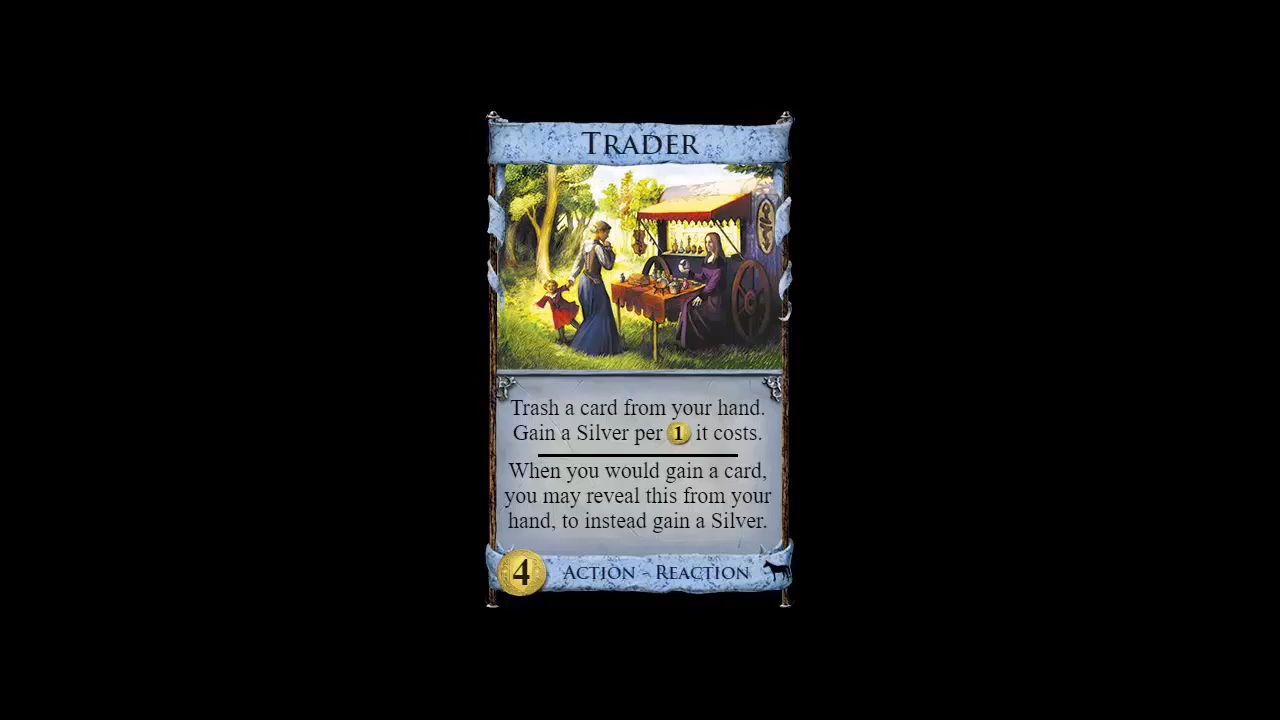 TRADER
Trash a card from your hand.
Gain a Silver per 1 it costs.
When you would gain a card,
you may reveal this from your
hand, to instead gain a Silver.
4 ACTION - REACTION